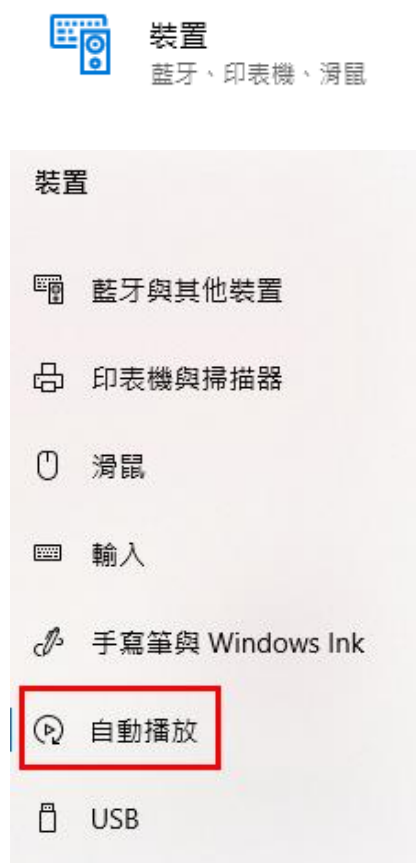 裝置
藍牙、印表機、滑鼠
裝置
藍牙與其他裝置
印表機與掃描器
滑鼠
輸入
手寫筆與 Windows Ink
自動播放
USB